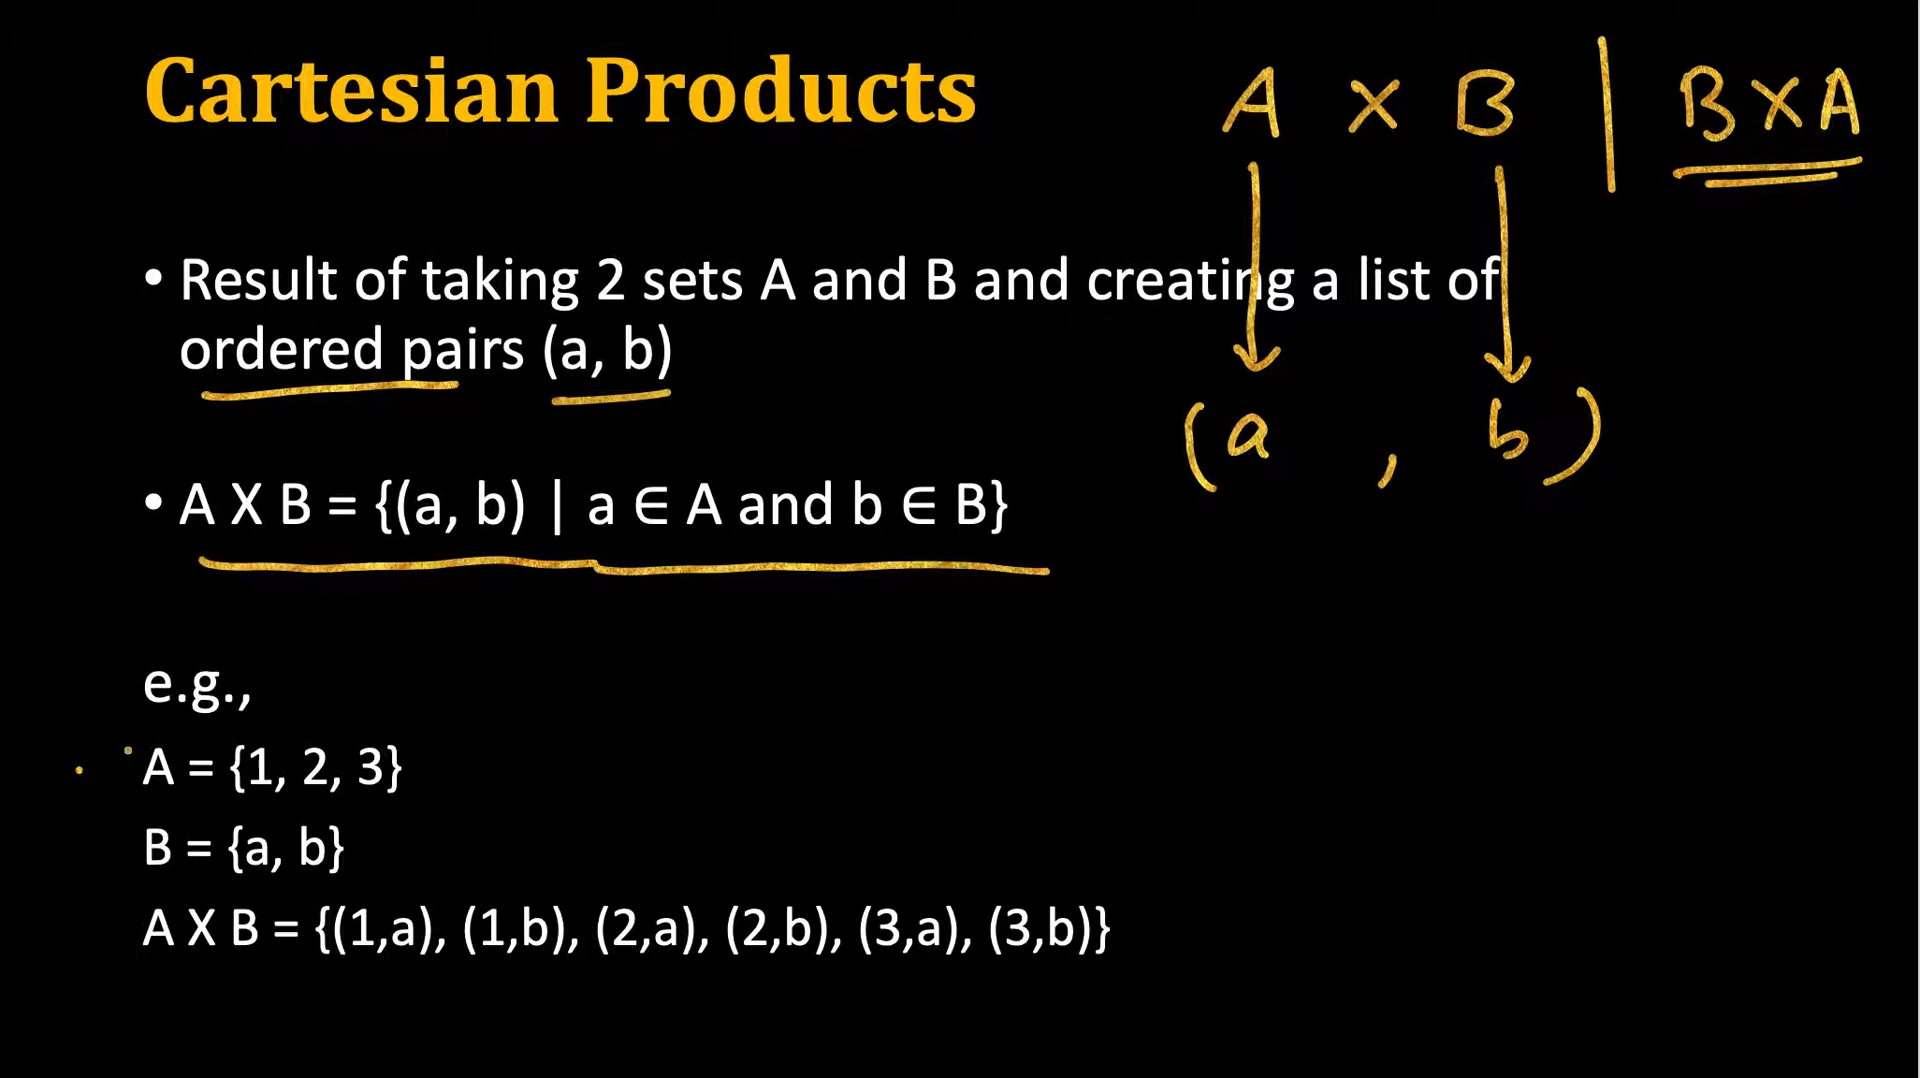 Cartesian Products
A × B | B×A
• Result of taking 2 sets A and B and creating a list of
ordered pairs (a, b)
(a , b)
• A X B = {(a, b) | a ∈ A and b ∈ B}
e.g.,
A = {1, 2, 3}
B = {a, b}
A X B = {(1,a), (1,b), (2,a), (2,b), (3,a), (3,b)}